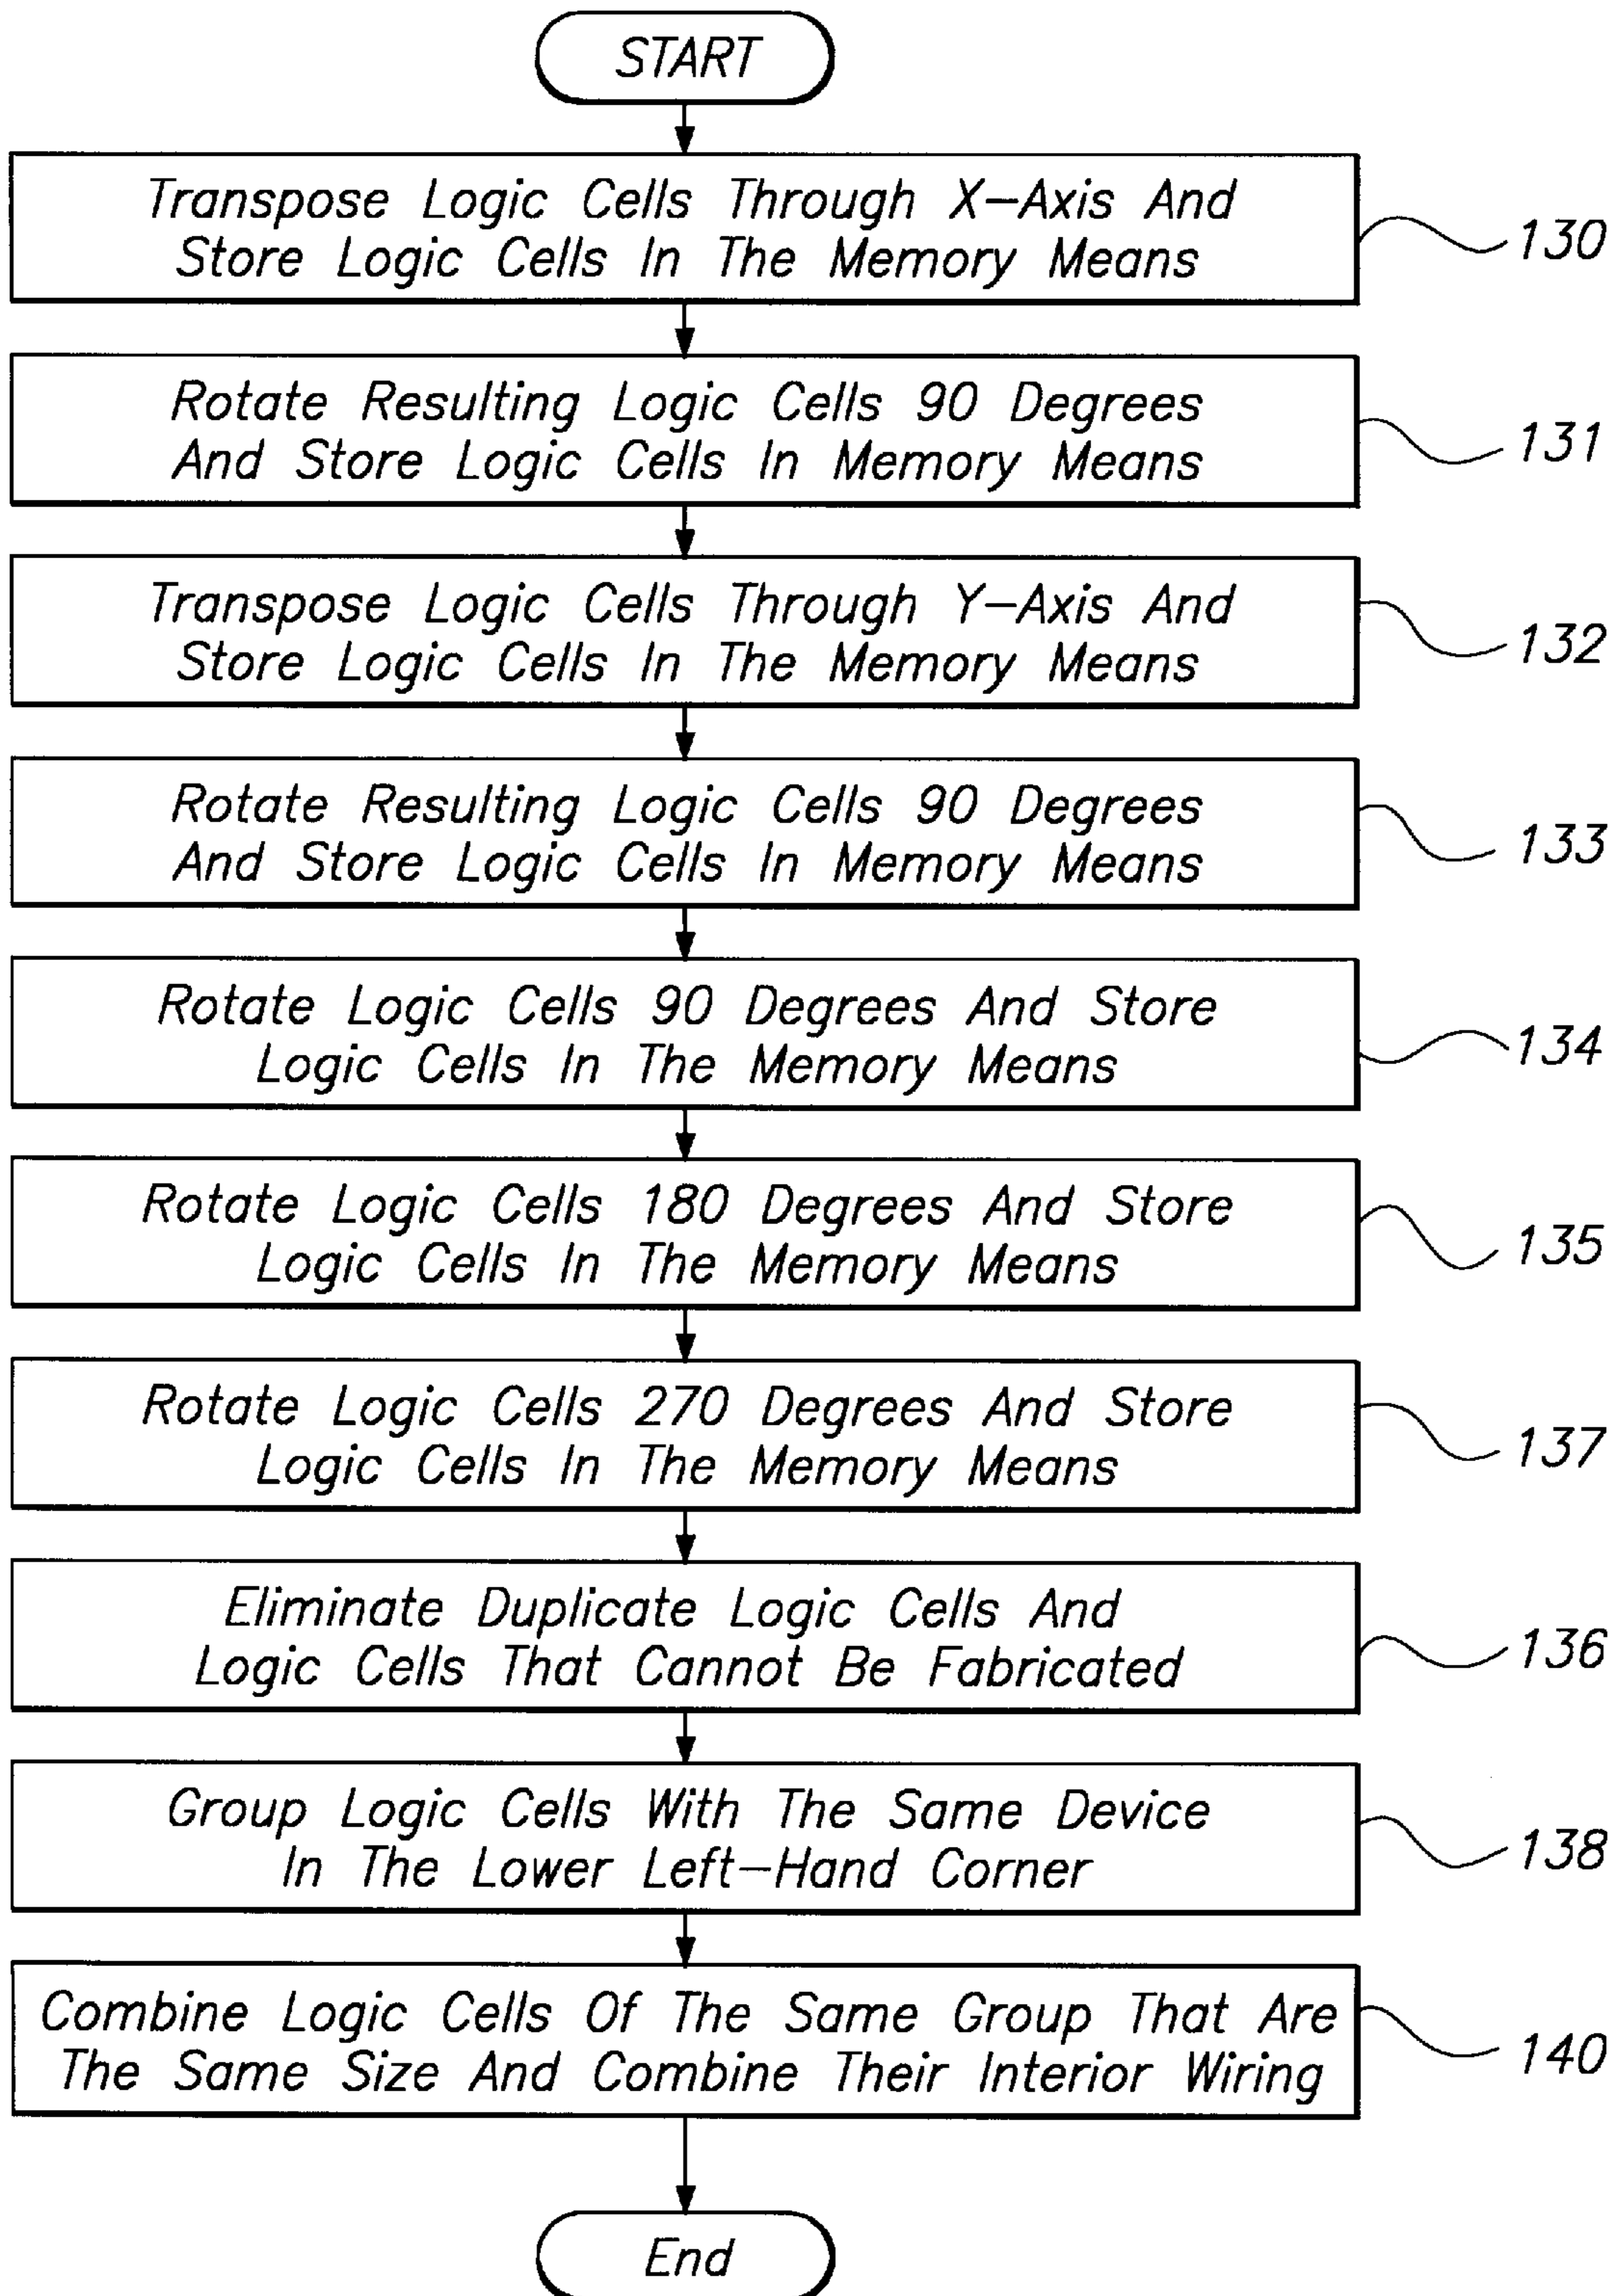 START
Transpose Logic Cells Through X-Axis And
Store Logic Cells In The Memory Means
130
Rotate Resulting Logic Cells 90 Degrees
And Store Logic Cells In Memory Means
131
Transpose Logic Cells Through Y-Axis And
Store Logic Cells In The Memory Means
132
Rotate Resulting Logic Cells 90 Degrees
And Store Logic Cells In Memory Means
133
Rotate Logic Cells 90 Degrees And Store
Logic Cells In The Memory Means
134
Rotate Logic Cells 180 Degrees And Store
Logic Cells In The Memory Means
135
Rotate Logic Cells 270 Degrees And Store
Logic Cells In The Memory Means
137
Eliminate Duplicate Logic Cells And
Logic Cells That Cannot Be Fabricated
136
Group Logic Cells With The Same Device
In The Lower Left-Hand Corner
138
Combine Logic Cells Of The Same Group That Are
The Same Size And Combine Their Interior Wiring
140
End